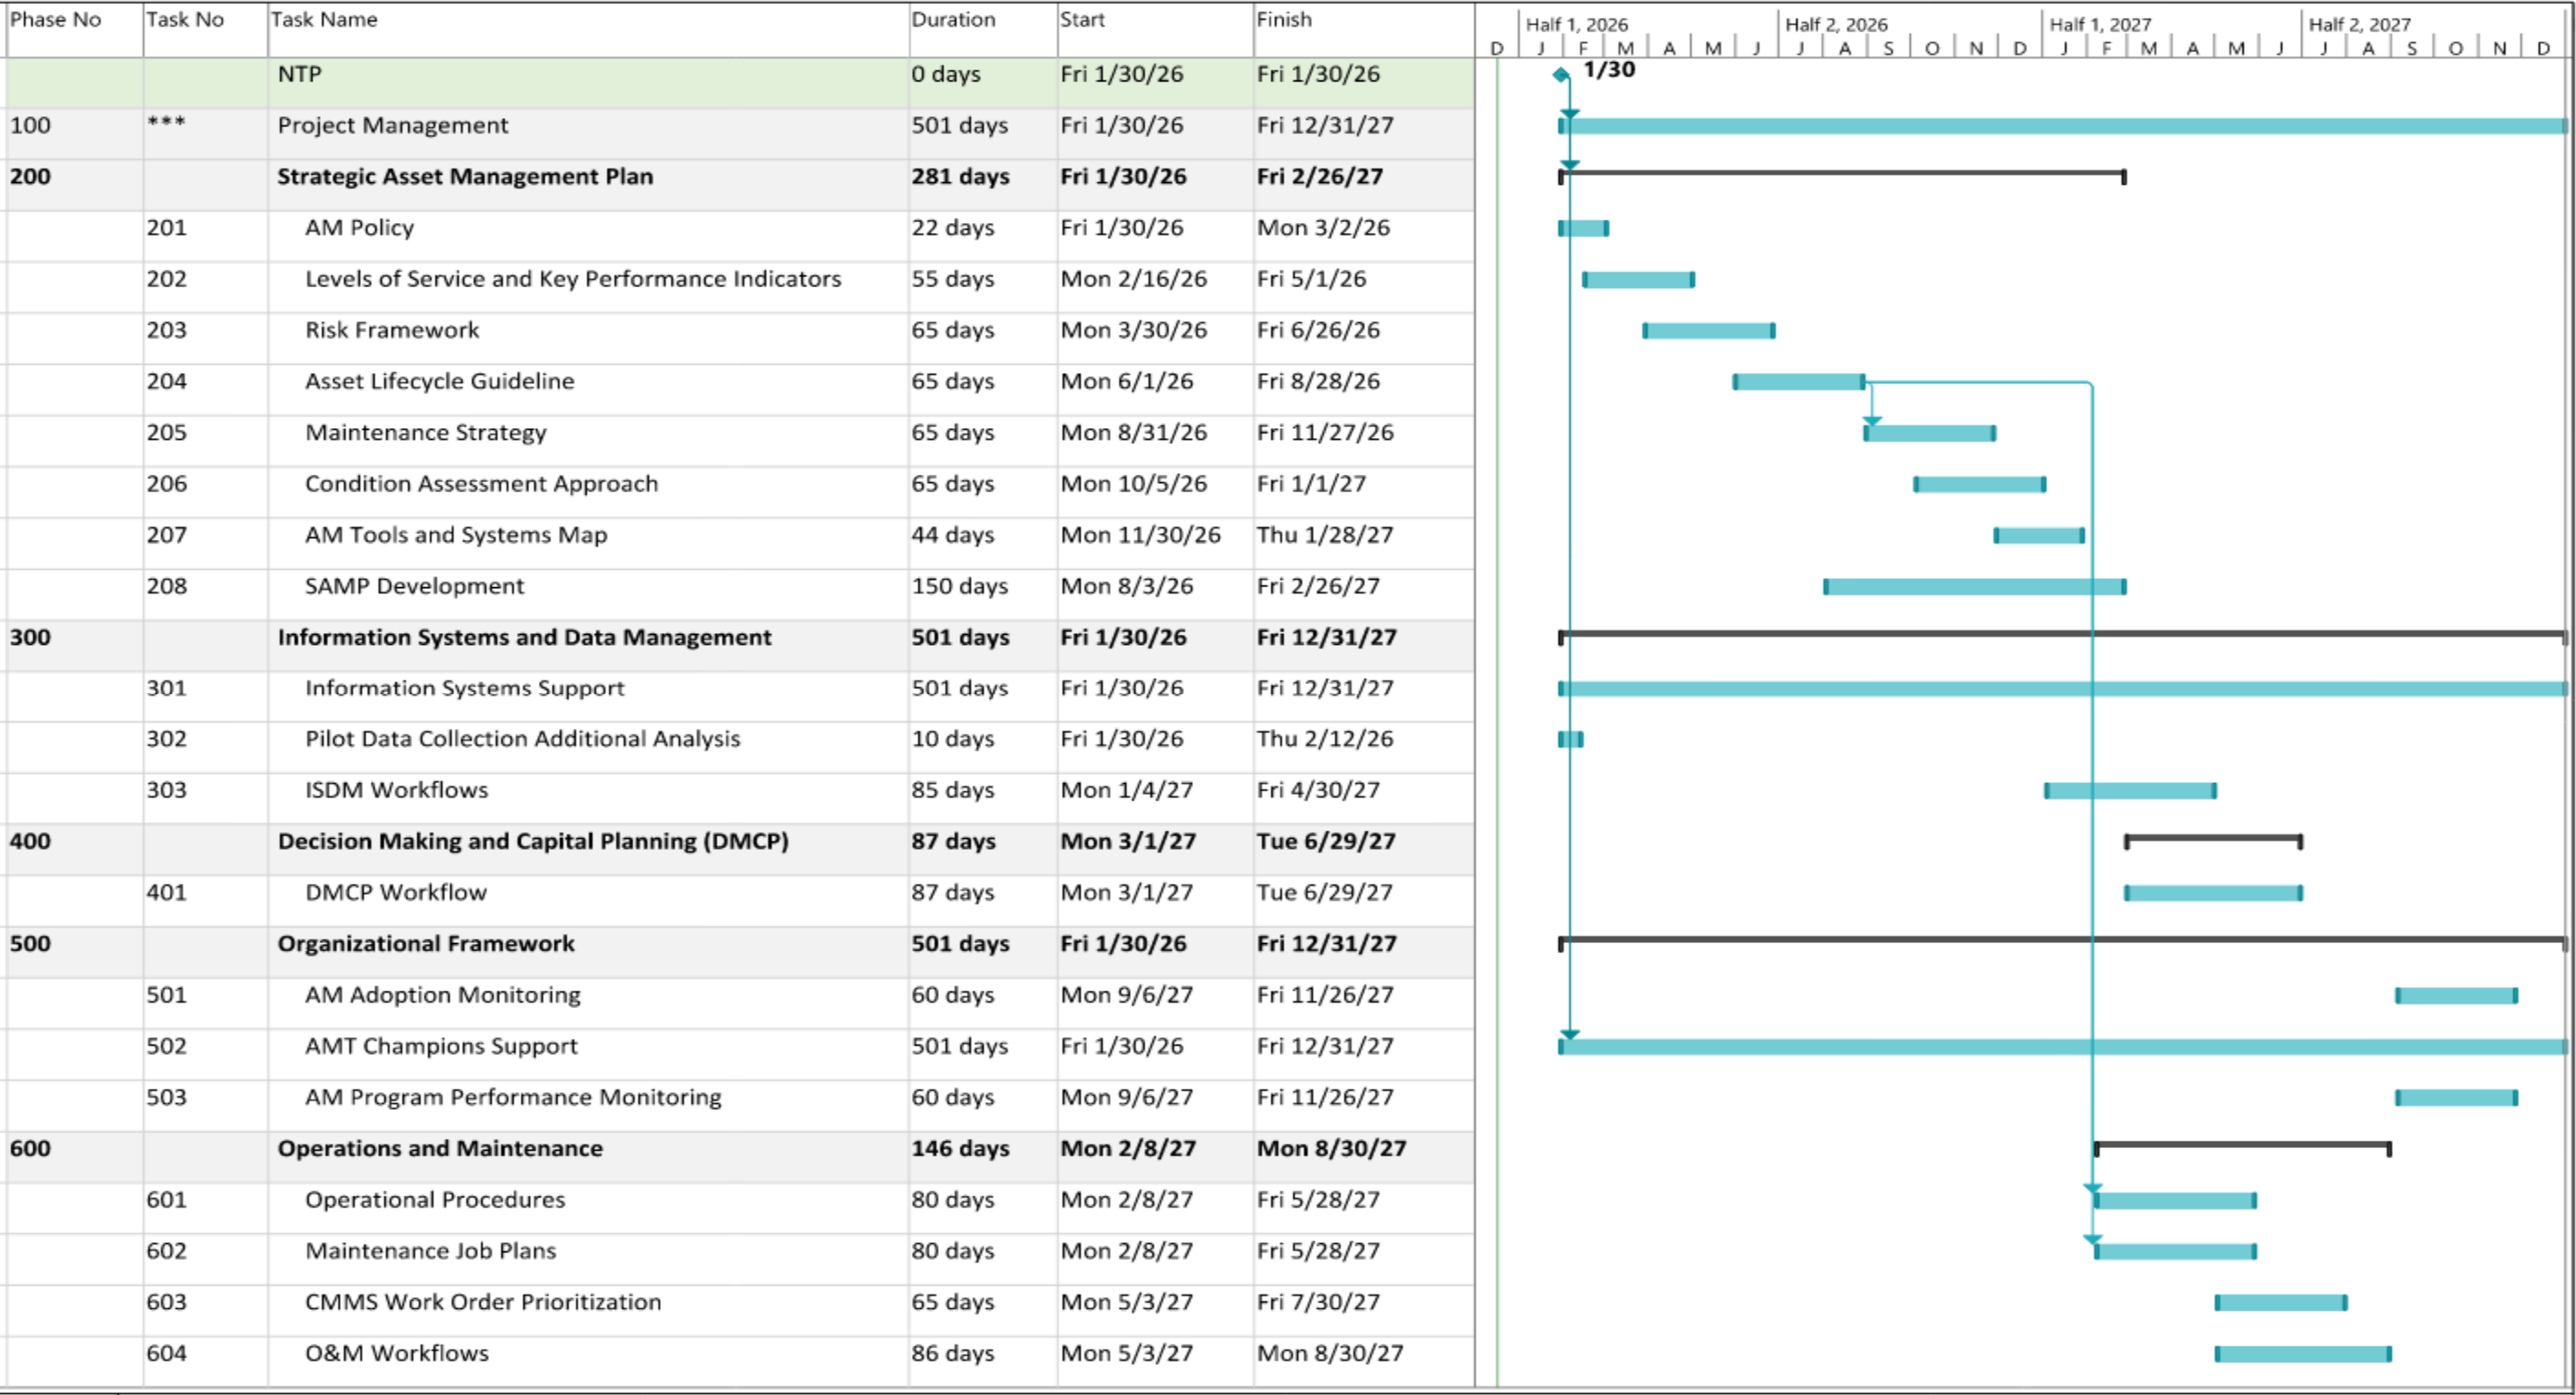 Phase No Task No Task Name Duration Start Finish Half 1, 2026 Half 2, 2026 Half 1, 2027 Half 2, 2027
D J F M A M J J A S O N D J F M A M J J A S O N D
NTP 0 days Fri 1/30/26 Fri 1/30/26 1/30
100 *** Project Management 501 days Fri 1/30/26 Fri 12/31/27
200 Strategic Asset Management Plan 281 days Fri 1/30/26 Fri 2/26/27
201 AM Policy 22 days Fri 1/30/26 Mon 3/2/26
202 Levels of Service and Key Performance Indicators 55 days Mon 2/16/26 Fri 5/1/26
203 Risk Framework 65 days Mon 3/30/26 Fri 6/26/26
204 Asset Lifecycle Guideline 65 days Mon 6/1/26 Fri 8/28/26
205 Maintenance Strategy 65 days Mon 8/31/26 Fri 11/27/26
206 Condition Assessment Approach 65 days Mon 10/5/26 Fri 1/1/27
207 AM Tools and Systems Map 44 days Mon 11/30/26 Thu 1/28/27
208 SAMP Development 150 days Mon 8/3/26 Fri 2/26/27
300 Information Systems and Data Management 501 days Fri 1/30/26 Fri 12/31/27
301 Information Systems Support 501 days Fri 1/30/26 Fri 12/31/27
302 Pilot Data Collection Additional Analysis 10 days Fri 1/30/26 Thu 2/12/26
303 ISDM Workflows 85 days Mon 1/4/27 Fri 4/30/27
400 Decision Making and Capital Planning (DMCP) 87 days Mon 3/1/27 Tue 6/29/27
401 DMCP Workflow 87 days Mon 3/1/27 Tue 6/29/27
500 Organizational Framework 501 days Fri 1/30/26 Fri 12/31/27
501 AM Adoption Monitoring 60 days Mon 9/6/27 Fri 11/26/27
502 AMT Champions Support 501 days Fri 1/30/26 Fri 12/31/27
503 AM Program Performance Monitoring 60 days Mon 9/6/27 Fri 11/26/27
600 Operations and Maintenance 146 days Mon 2/8/27 Mon 8/30/27
601 Operational Procedures 80 days Mon 2/8/27 Fri 5/28/27
602 Maintenance Job Plans 80 days Mon 2/8/27 Fri 5/28/27
603 CMMS Work Order Prioritization 65 days Mon 5/3/27 Fri 7/30/27
604 O&M Workflows 86 days Mon 5/3/27 Mon 8/30/27